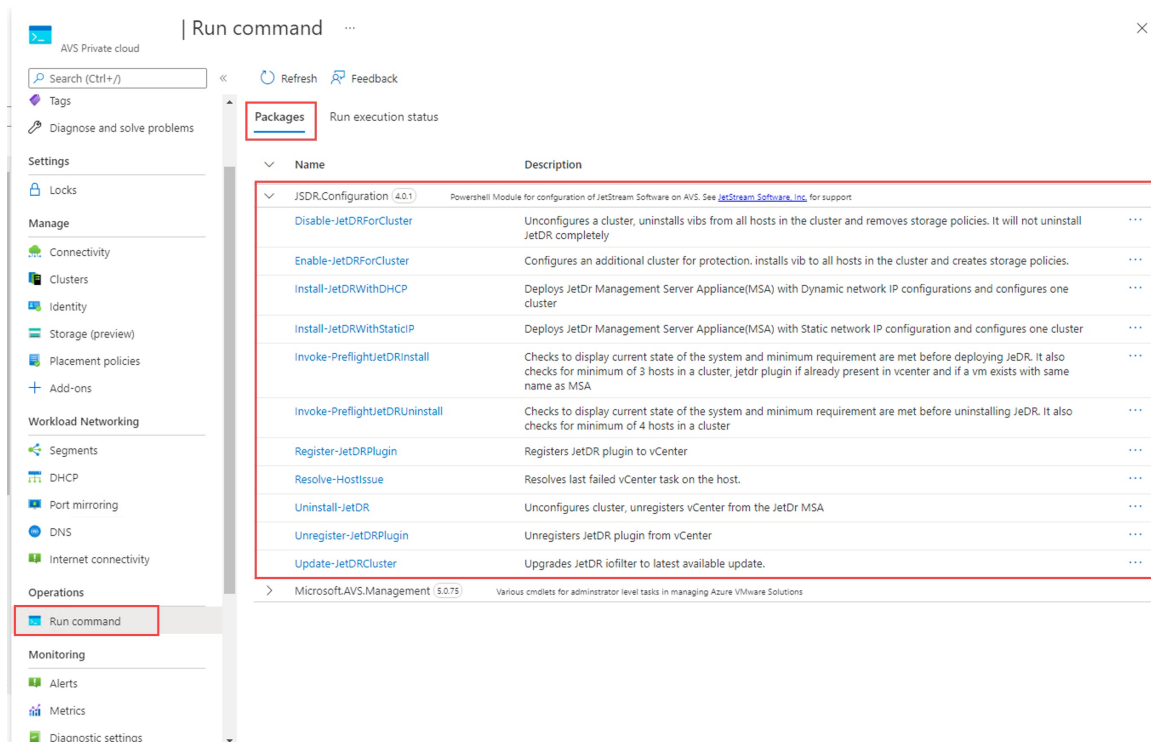 | Run command ...
AVS Private cloud
Search (Ctrl+/)
«
Refresh
Feedback
Tags
Diagnose and solve problems
Settings
Locks
Manage
Connectivity
Clusters
Identity
Storage (preview)
Placement policies
Add-ons
Workload Networking
Segments
DHCP
Port mirroring
DNS
Internet connectivity
Operations
Run command
Monitoring
Alerts
Metrics
Diagnostic settings
Packages
Run execution status
Name
Description
JSDR.Configuration 4.0.1 Powershell Module for configuration of JetStream Software on AVS. See JetStream Software, Inc. for support
Disable-JetDRForCluster
Unconfigures a cluster, uninstalls vibs from all hosts in the cluster and removes storage policies. It will not uninstall
JetDR completely
Enable-JetDRForCluster
Configures an additional cluster for protection. installs vib to all hosts in the cluster and creates storage policies.
Install-JetDRWithDHCP
Deploys JetDr Management Server Appliance(MSA) with Dynamic network IP configurations and configures one
cluster
Install-JetDRWithStaticIP
Deploys JetDr Management Server Appliance(MSA) with Static network IP configuration and configures one cluster
Invoke-PreflightJetDRInstall
Checks to display current state of the system and minimum requirement are met before deploying JeDR. It also
checks for minimum of 3 hosts in a cluster, jetdr plugin if already present in vcenter and if a vm exists with same
name as MSA
Invoke-PreflightJetDRUninstall
Checks to display current state of the system and minimum requirement are met before uninstalling JeDR. It also
checks for minimum of 4 hosts in a cluster
Register-JetDRPlugin
Registers JetDR plugin to vCenter
Resolve-HostIssue
Resolves last failed vCenter task on the host.
Uninstall-JetDR
Unconfigures cluster, unregisters vCenter from the JetDr MSA
Unregister-JetDRPlugin
Unregisters JetDR plugin from vCenter
Update-JetDRCluster
Upgrades JetDR iofilter to latest available update.
Microsoft.AVS.Management 5.0.75 Various cmdlets for adminstrator level tasks in managing Azure VMware Solutions